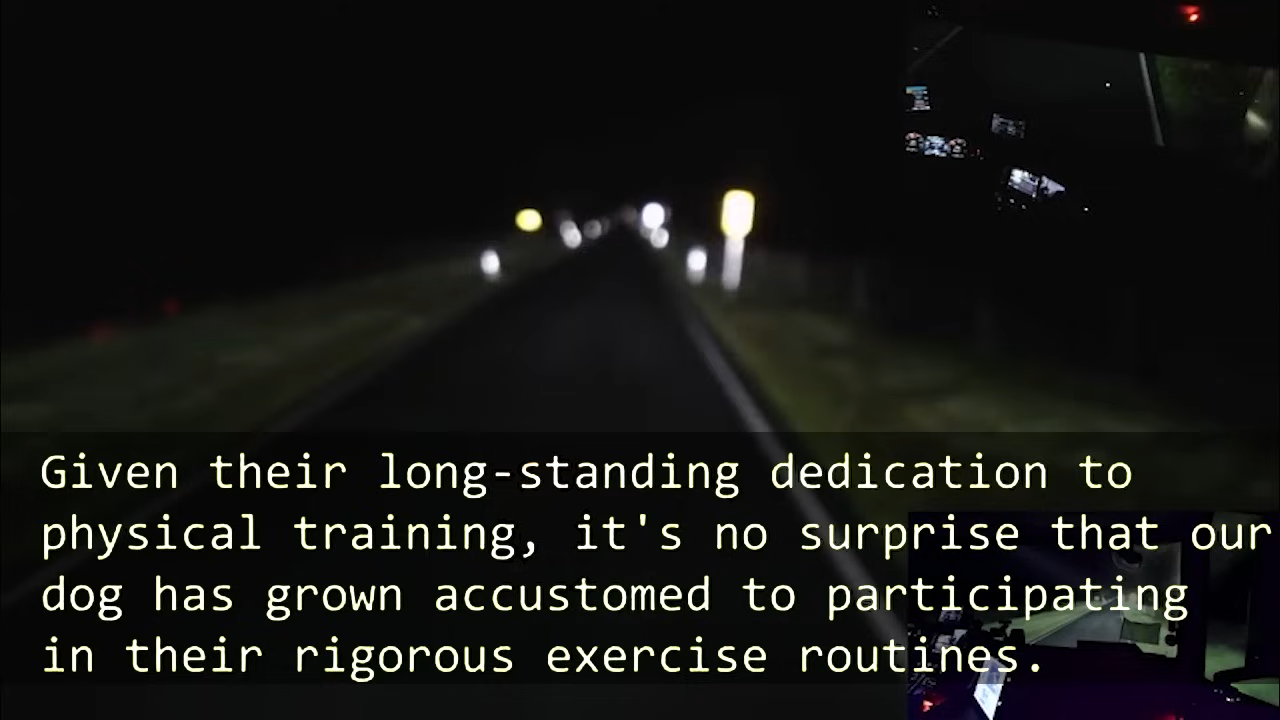 Given their long-standing dedication to
physical training, it's no surprise that our
dog has grown accustomed to participating
in their rigorous exercise routines.